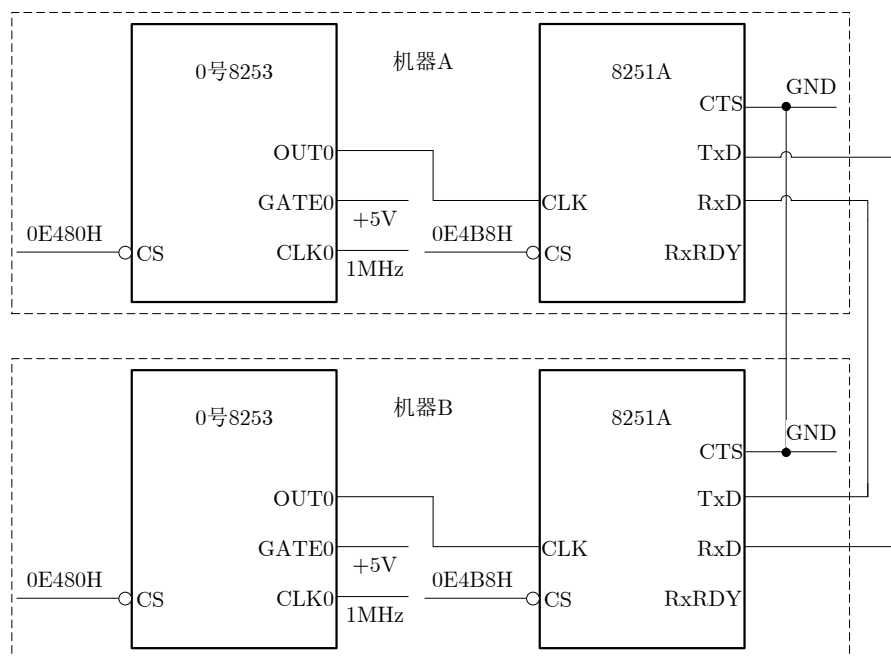 机器A
0号8253
8251A
GND
CTS
OUT0
TxD
GATE0
CLK
RxD
+5V
0E480H
CS
CLK0
0E4B8H
CS
RxRDY
1MHz
机器B
0号8253
8251A
GND
CTS
OUT0
TxD
GATE0
CLK
RxD
+5V
0E480H
CS
CLK0
0E4B8H
CS
RxRDY
1MHz